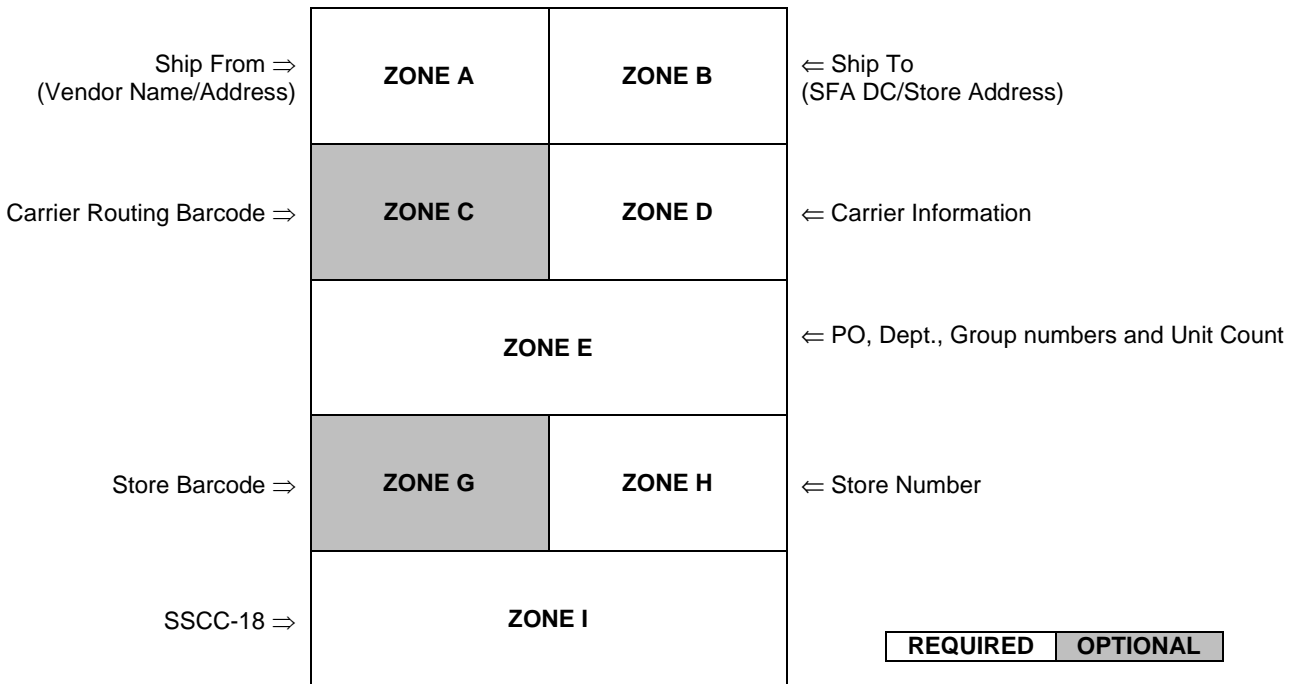 Ship From ⇒
(Vendor Name/Address)
ZONE A
ZONE B
⇐ Ship To
(SFA DC/Store Address)
Carrier Routing Barcode ⇒
ZONE C
ZONE D
⇐ Carrier Information
ZONE E
⇐ PO, Dept., Group numbers and Unit Count
Store Barcode ⇒
ZONE G
ZONE H
⇐ Store Number
SSCC-18 ⇒
ZONE I
REQUIRED
OPTIONAL